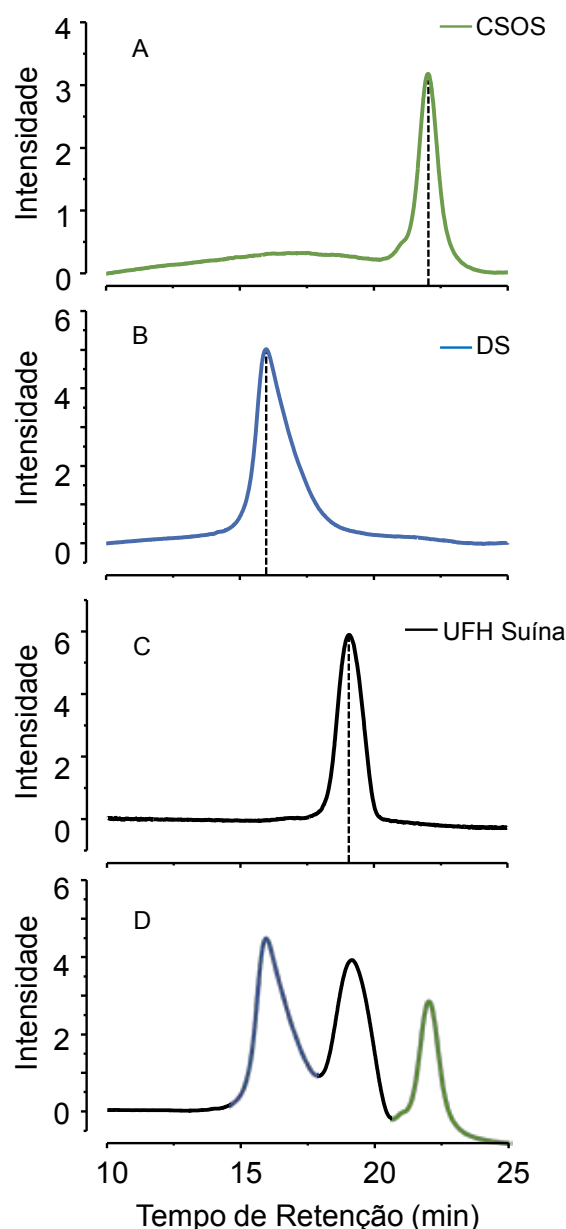 A
CSOS
4
3
2
1
0
Intensidade
B
DS
6
4
2
0
Intensidade
C
UFH Suína
6
4
2
0
Intensidade
D
6
4
2
0
Intensidade
10 15 20 25
Tempo de Retenção (min)